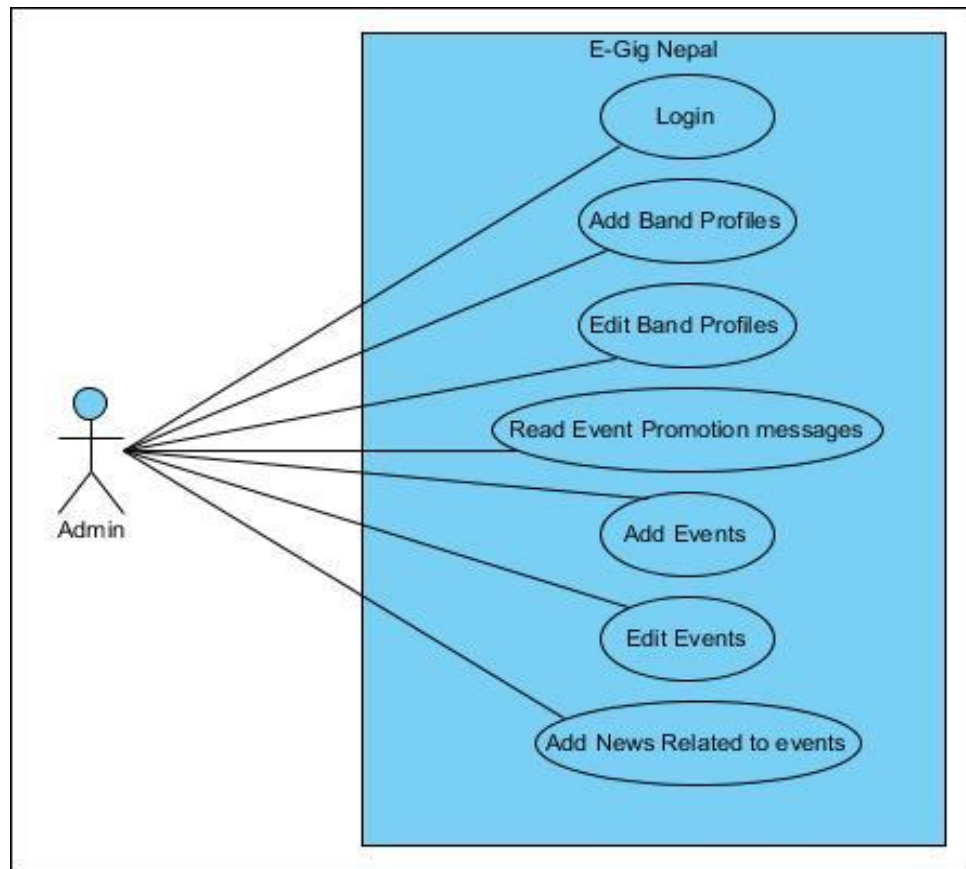 E-Gig Nepal
Login
Add Band Profiles
Edit Band Profiles
Read Event Promotion messages
Admin
Add Events
Edit Events
Add News Related to events